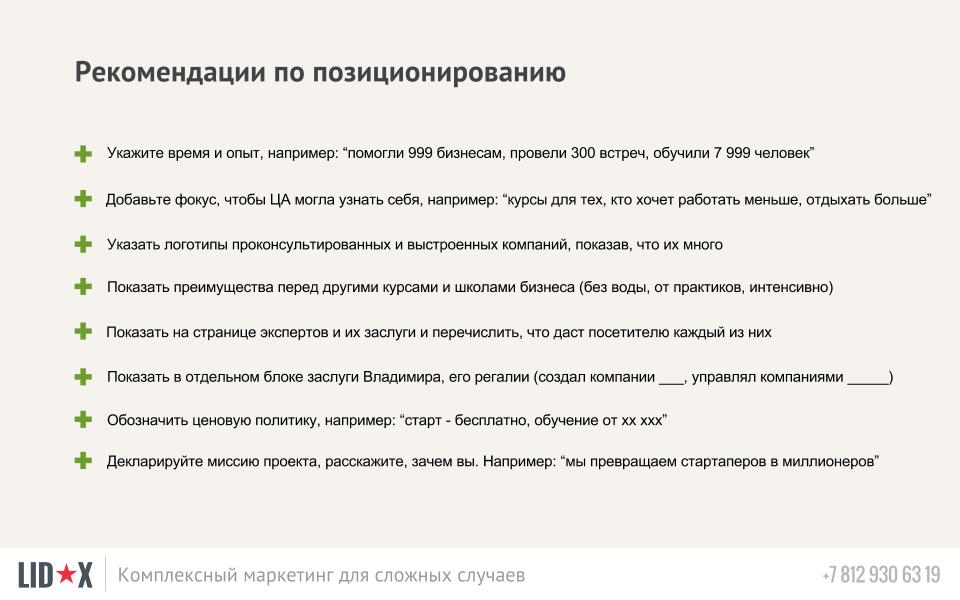 Рекомендации по позиционированию
Укажите время и опыт, например: “помогли 999 бизнесам, провели 300 встреч, обучили 7 999 человек”
Добавьте фокус, чтобы ЦА могла узнать себя, например: “курсы для тех, кто хочет работать меньше, отдыхать больше”
Указать логотипы проконсультированных и выстроенных компаний, показав, что их много
Показать преимущества перед другими курсами и школами бизнеса (без воды, от практиков, интенсивно)
Показать на странице экспертов и их заслуги и перечислить, что даст посетителю каждый из них
Показать в отдельном блоке заслуги Владимира, его регалии (создал компании ___, управлял компаниями _____)
Обозначить ценовую политику, например: “старт - бесплатно, обучение от хх ххх”
Декларируйте миссию проекта, расскажите, зачем вы. Например: “мы превращаем стартаперов в миллионеров”
LID★X Комплексный маркетинг для сложных случаев +7 812 930 63 19